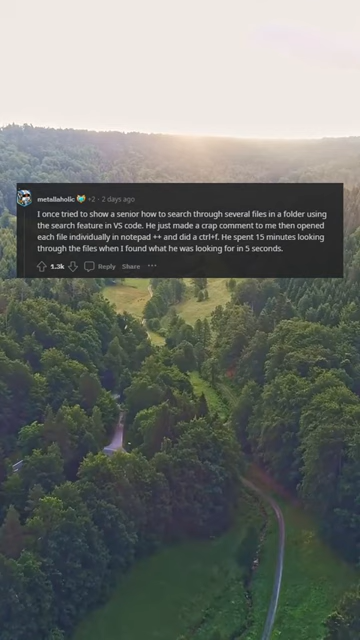 metallaholic +2 · 2 days ago
I once tried to show a senior how to search through several files in a folder using
the search feature in VS code. He just made a crap comment to me then opened
each file individually in notepad ++ and did a ctrl+f. He spent 15 minutes looking
through the files when I found what he was looking for in 5 seconds.
1.3k Reply Share ···